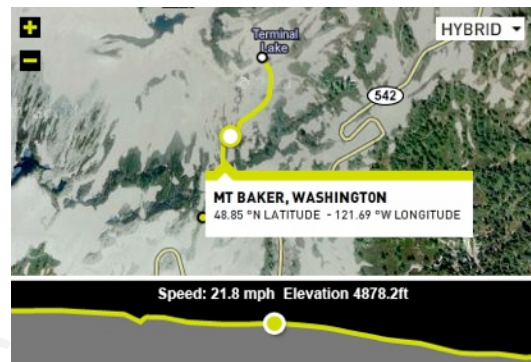 Terminal
Lake
HYBRID
542
MT BAKER, WASHINGTON
48.85 °N LATITUDE - 121.69 °W LONGITUDE
Speed: 21.8 mph Elevation 4878.2ft